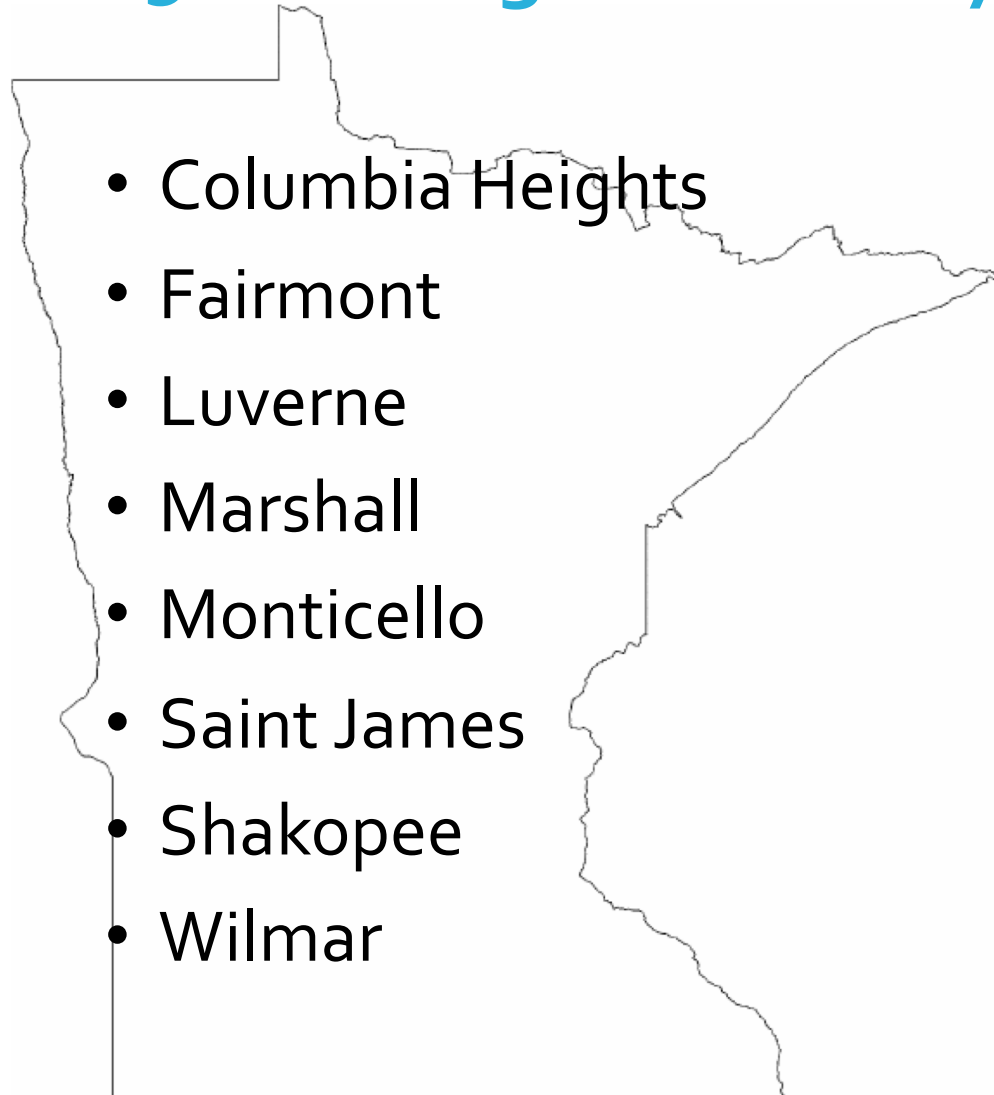 • Columbia Heights
• Fairmont
• Luverne
• Marshall
• Monticello
• Saint James
• Shakopee
• Wilmar